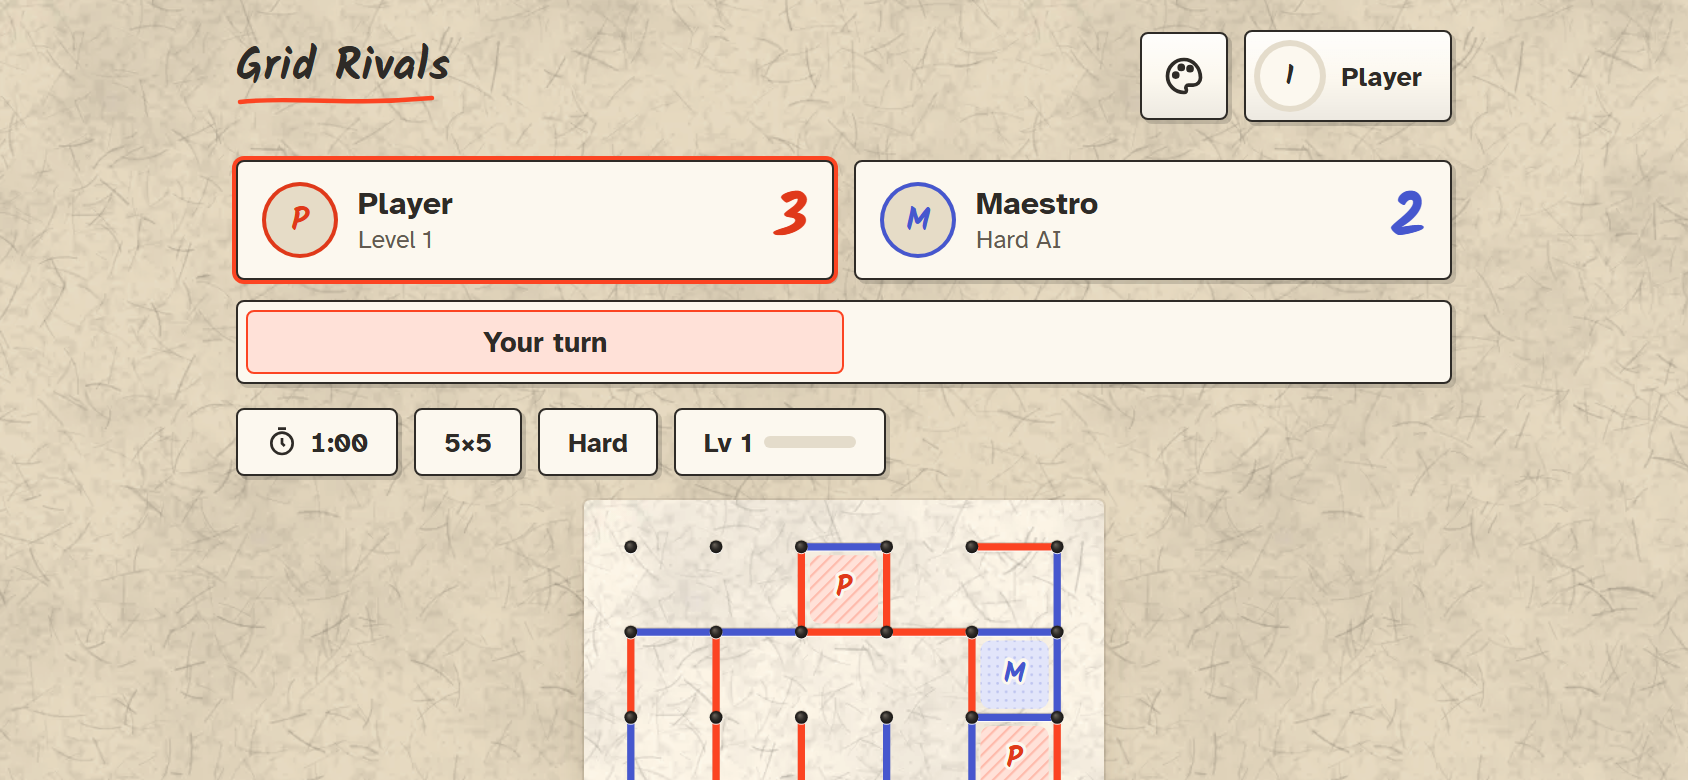 Grid Rivals
1 Player
P Player 3
Level 1
M Maestro 2
Hard AI
Your turn
1:00 5×5 Hard Lv 1
P
M
P